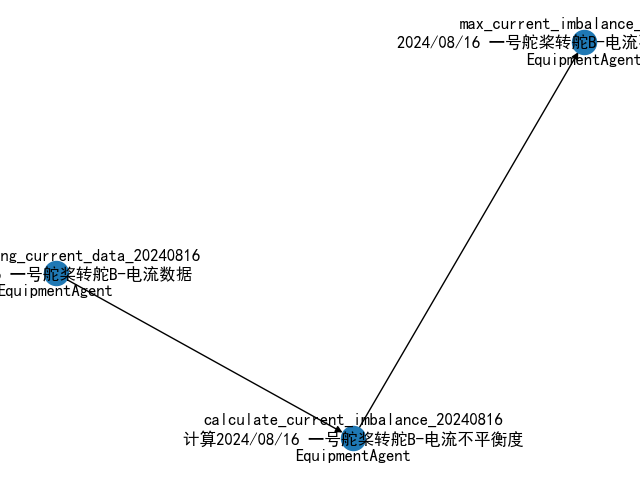 max_current_imbalance_
2024/08/16 一号舵桨转舵B-电流
EquipmentAgent
ng_current_data_20240816
一号舵桨转舵B-电流数据
EquipmentAgent
calculate_current_imbalance_20240816
计算2024/08/16 一号舵桨转舵B-电流不平衡度
EquipmentAgent